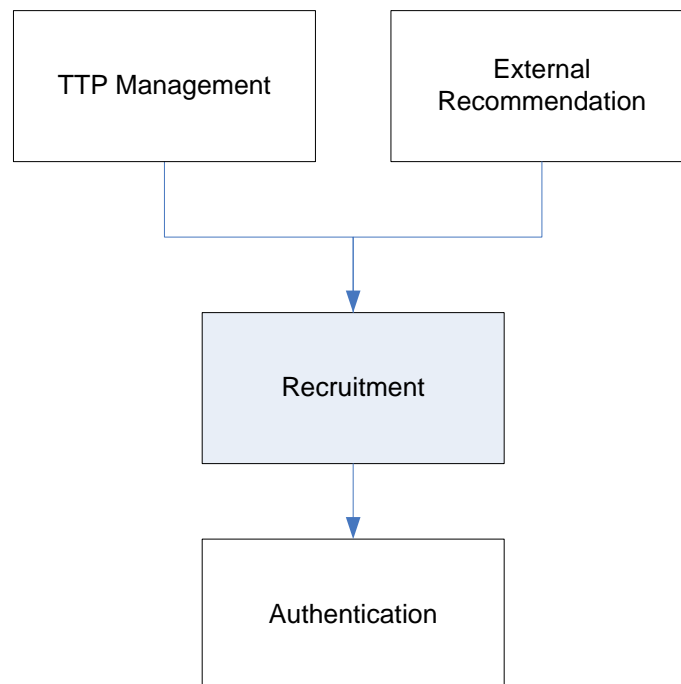 TTP Management
External
Recommendation
Recruitment
Authentication